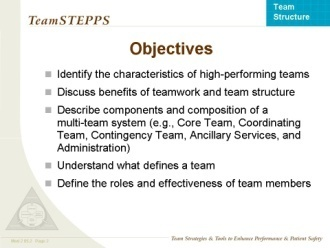 Team
Structure
TeamSTEPPS
Objectives
Identify the characteristics of high-performing teams
Discuss benefits of teamwork and team structure
Describe components and composition of a
multi-team system (e.g., Core Team, Coordinating
Team, Contingency Team, Ancillary Services, and
Administration)
Understand what defines a team
Define the roles and effectiveness of team members
Team Strategies & Tools to Enhance Performance & Patient Safety